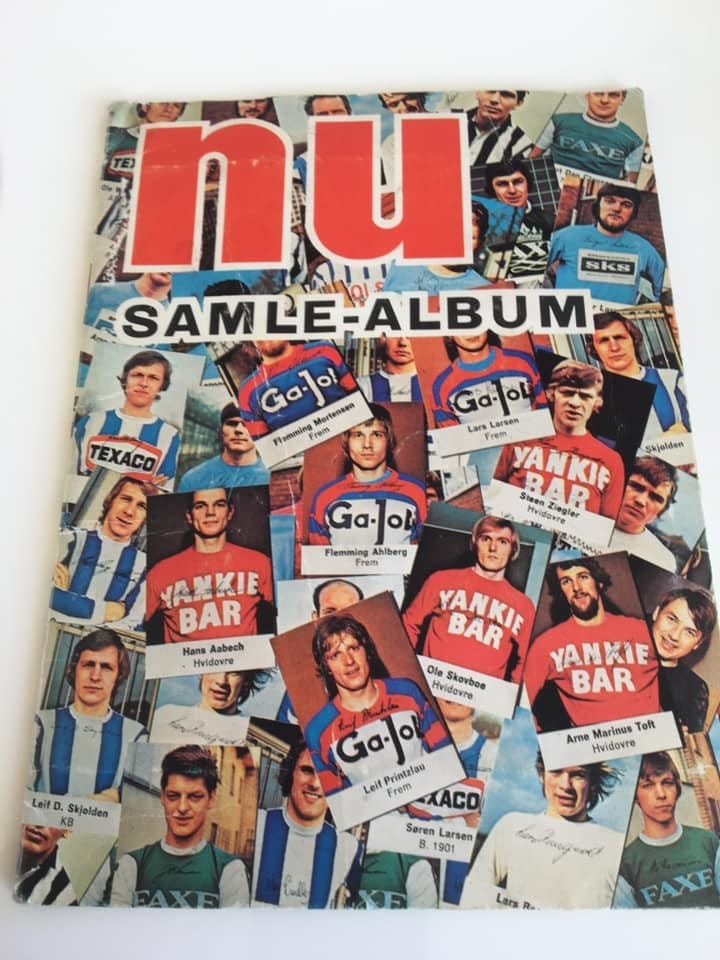 nu
SAMLE-ALBUM
FAXE
SKS
Ga-Jol
Flemming Mortensen
Frem
Ga-Jol
Lars Larsen
Frem
Skjolden
TEXACO
YANKIE
BAR
Steen Ziegler
Hvidovre
Ga-Jol
Flemming Ahlberg
Frem
YANKIE
BAR
Hans Aabech
Hvidovre
YANKIE
BAR
Ole Skovboe
Hvidovre
YANKIE
BAR
Arne Marinus Toft
Hvidovre
Ga-Jol
Leif Printzlau
Frem
Leif D. Skjolden
KB
Søren Larsen
B. 1901
FAXE
FAXE
FAXE
Lars